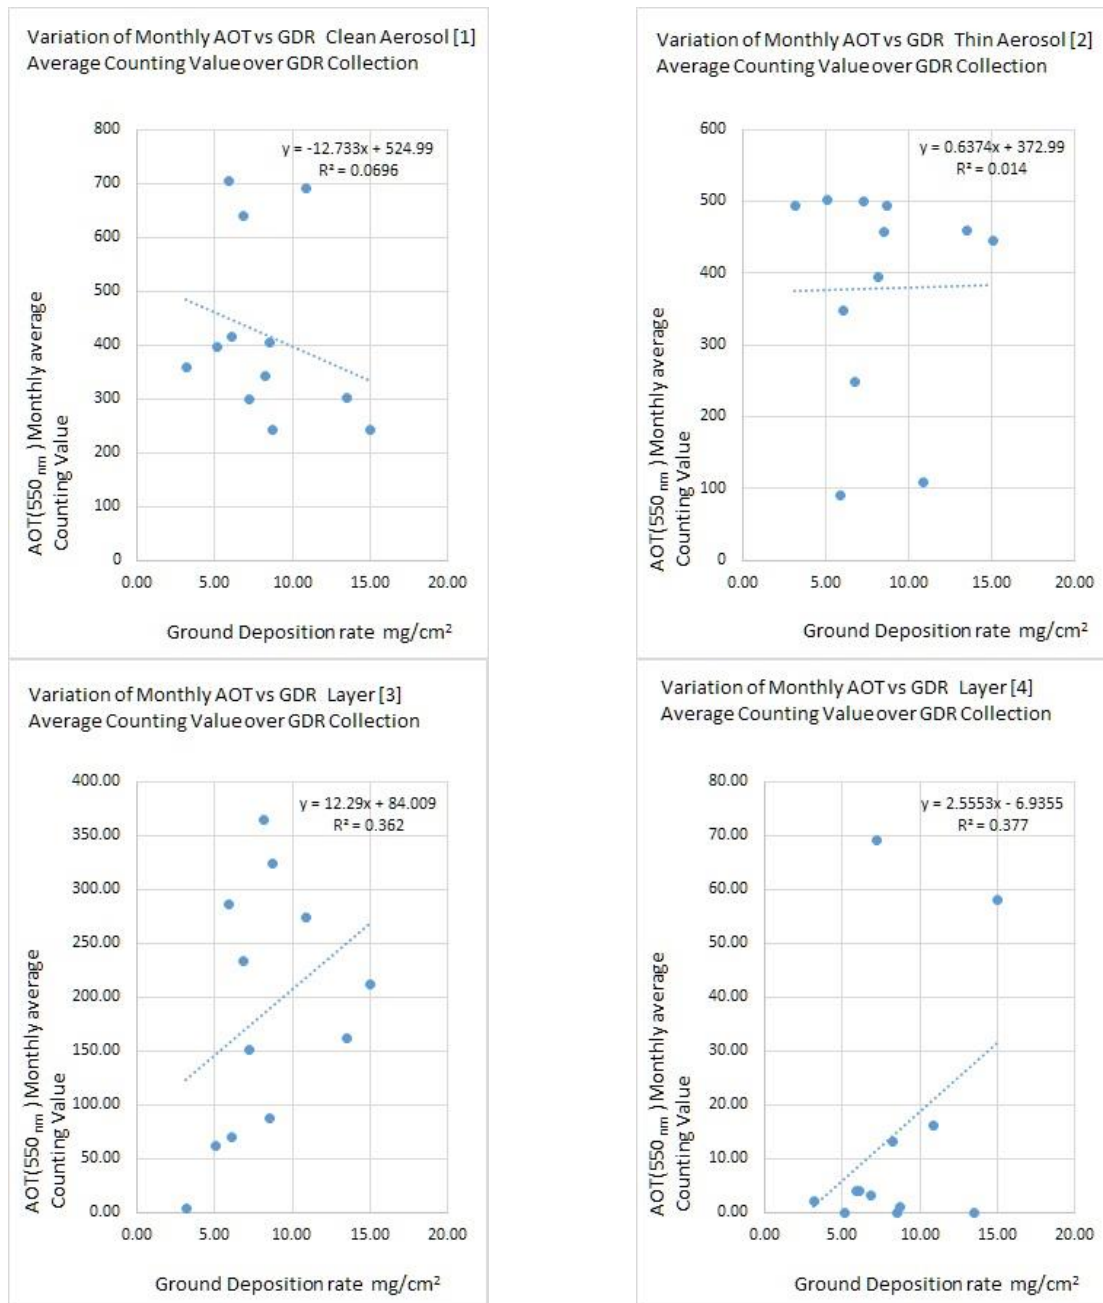 Variation of Monthly AOT vs GDR Clean Aerosol [1]
Average Counting Value over GDR Collection
y = -12.733x + 524.99
R² = 0.0696
800
700
600
500
400
300
200
100
0
0.00 5.00 10.00 15.00 20.00
AOT(550 nm ) Monthly average
Counting Value
Ground Deposition rate mg/cm²
Variation of Monthly AOT vs GDR Thin Aerosol [2]
Average Counting Value over GDR Collection
y = 0.6374x + 372.99
R² = 0.014
600
500
400
300
200
100
0
0.00 5.00 10.00 15.00 20.00
AOT(550 nm ) Monthly average
Counting Value
Ground Deposition rate mg/cm²
Variation of Monthly AOT vs GDR Layer [3]
Average Counting Value over GDR Collection
y = 12.29x + 84.009
R² = 0.362
400.00
350.00
300.00
250.00
200.00
150.00
100.00
50.00
0.00
0.00 5.00 10.00 15.00 20.00
AOT(550 nm ) Monthly average
Counting Value
Ground Deposition rate mg/cm²
Variation of Monthly AOT vs GDR Layer [4]
Average Counting Value over GDR Collection
y = 2.5553x - 6.9355
R² = 0.377
80.00
70.00
60.00
50.00
40.00
30.00
20.00
10.00
0.00
0.00 5.00 10.00 15.00 20.00
AOT(550 nm ) Monthly average
Counting Value
Ground Deposition rate mg/cm²